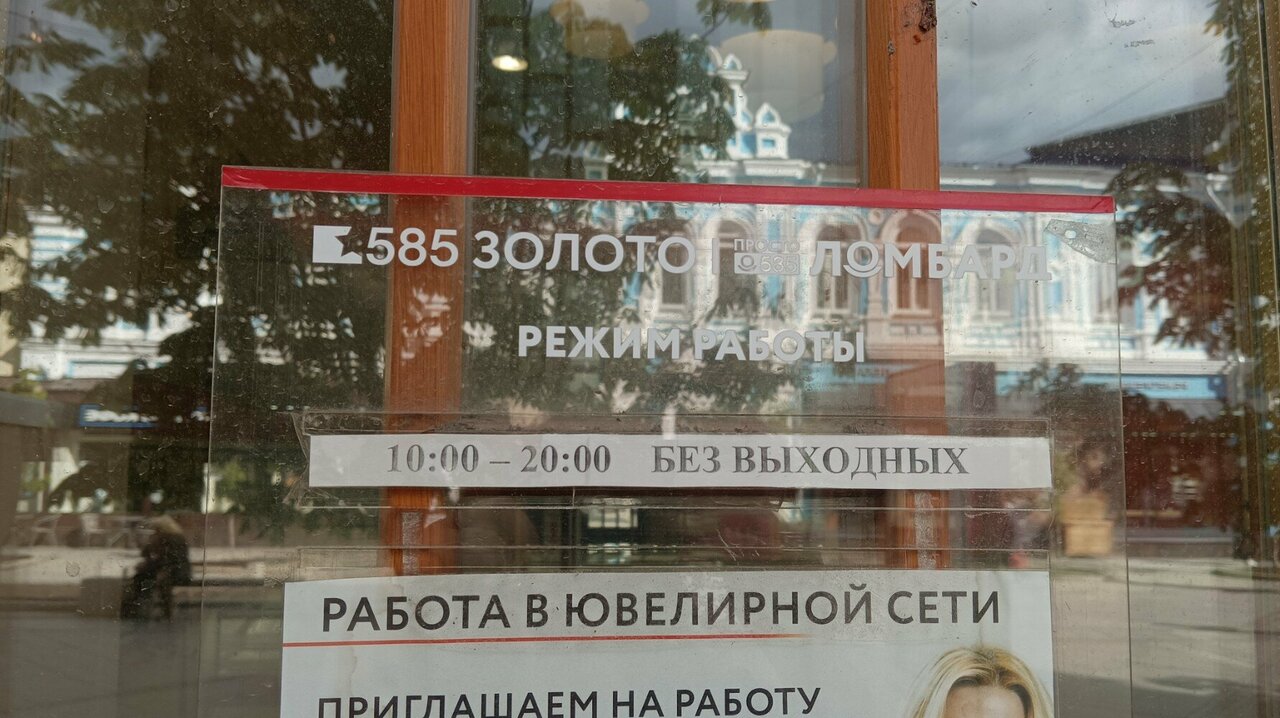 585 ЗОЛОТО | ПРОСТО 585 ЛОМБАРД
РЕЖИМ РАБОТЫ
10:00 – 20:00 БЕЗ ВЫХОДНЫХ
РАБОТА В ЮВЕЛИРНОЙ СЕТИ
ПРИГЛАШАЕМ НА РАБОТУ